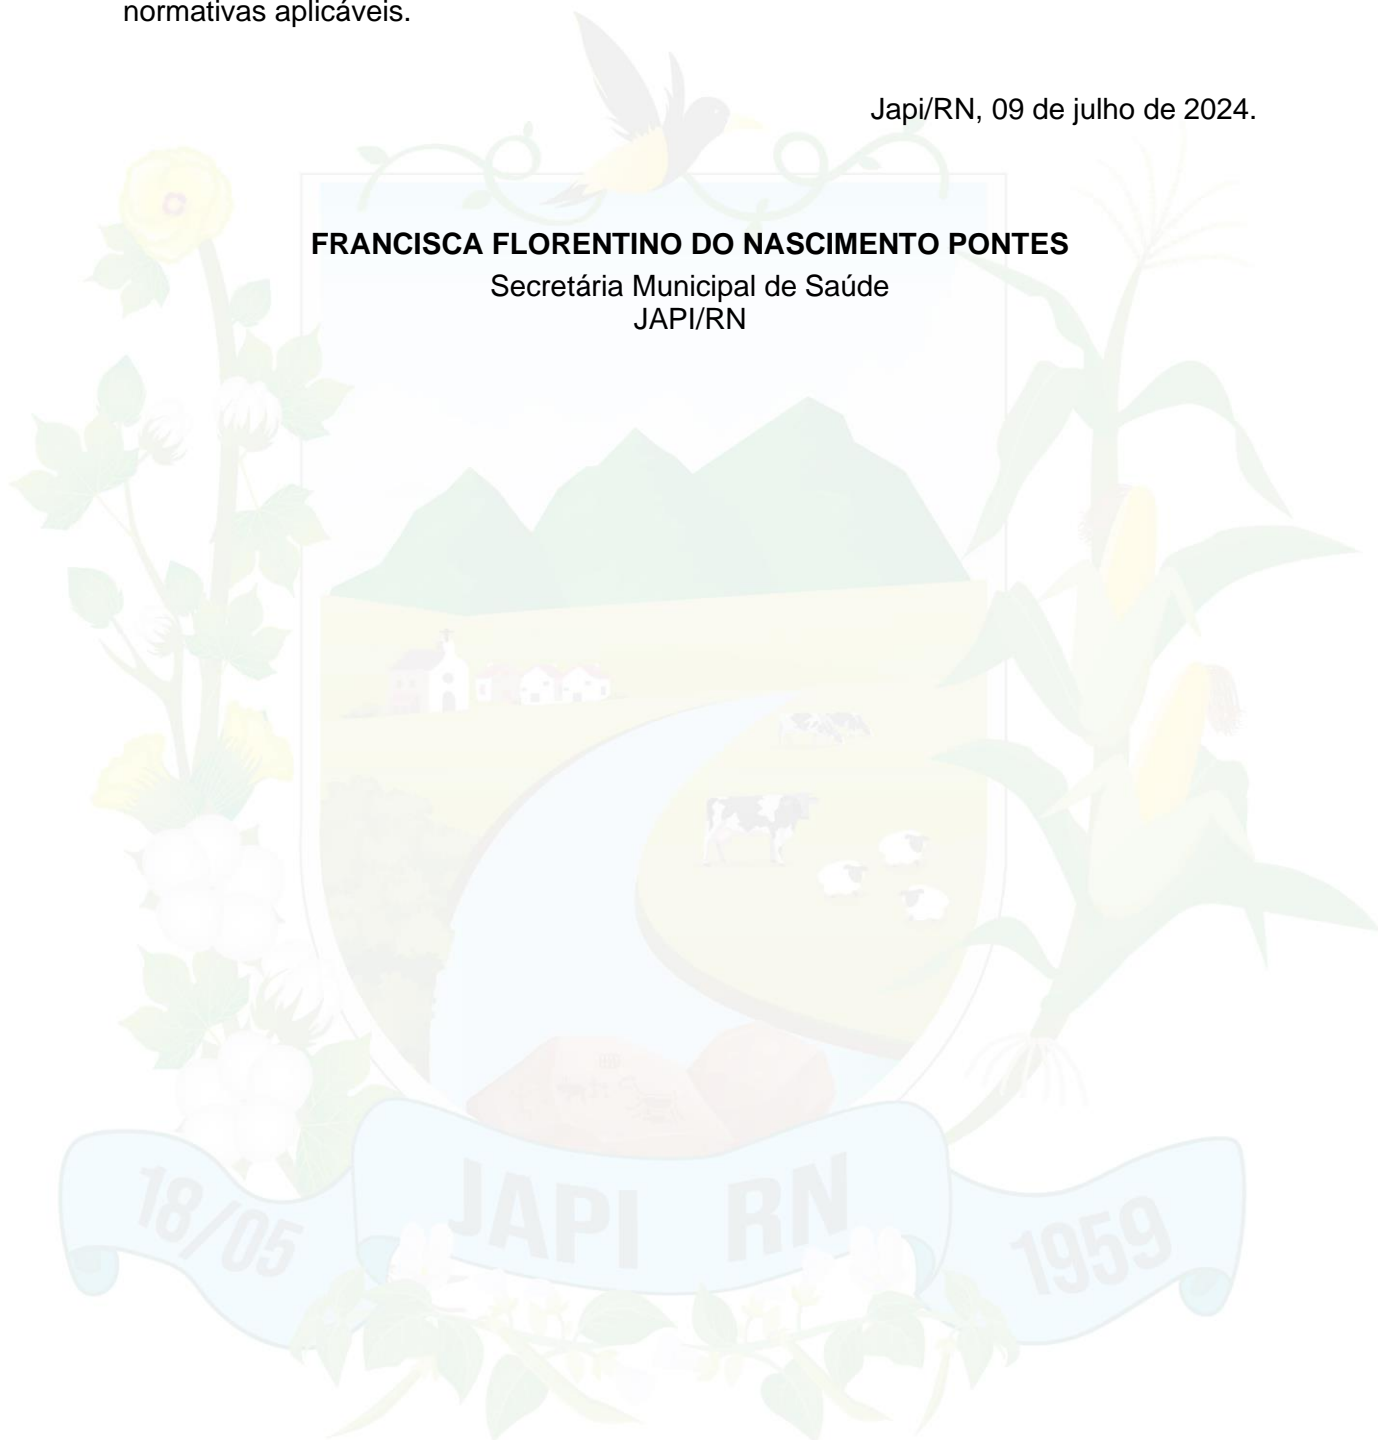 normativas aplicáveis.
Japi/RN, 09 de julho de 2024.
FRANCISCA FLORENTINO DO NASCIMENTO PONTES
Secretária Municipal de Saúde
JAPI/RN
18/05 JAPI RN 1959